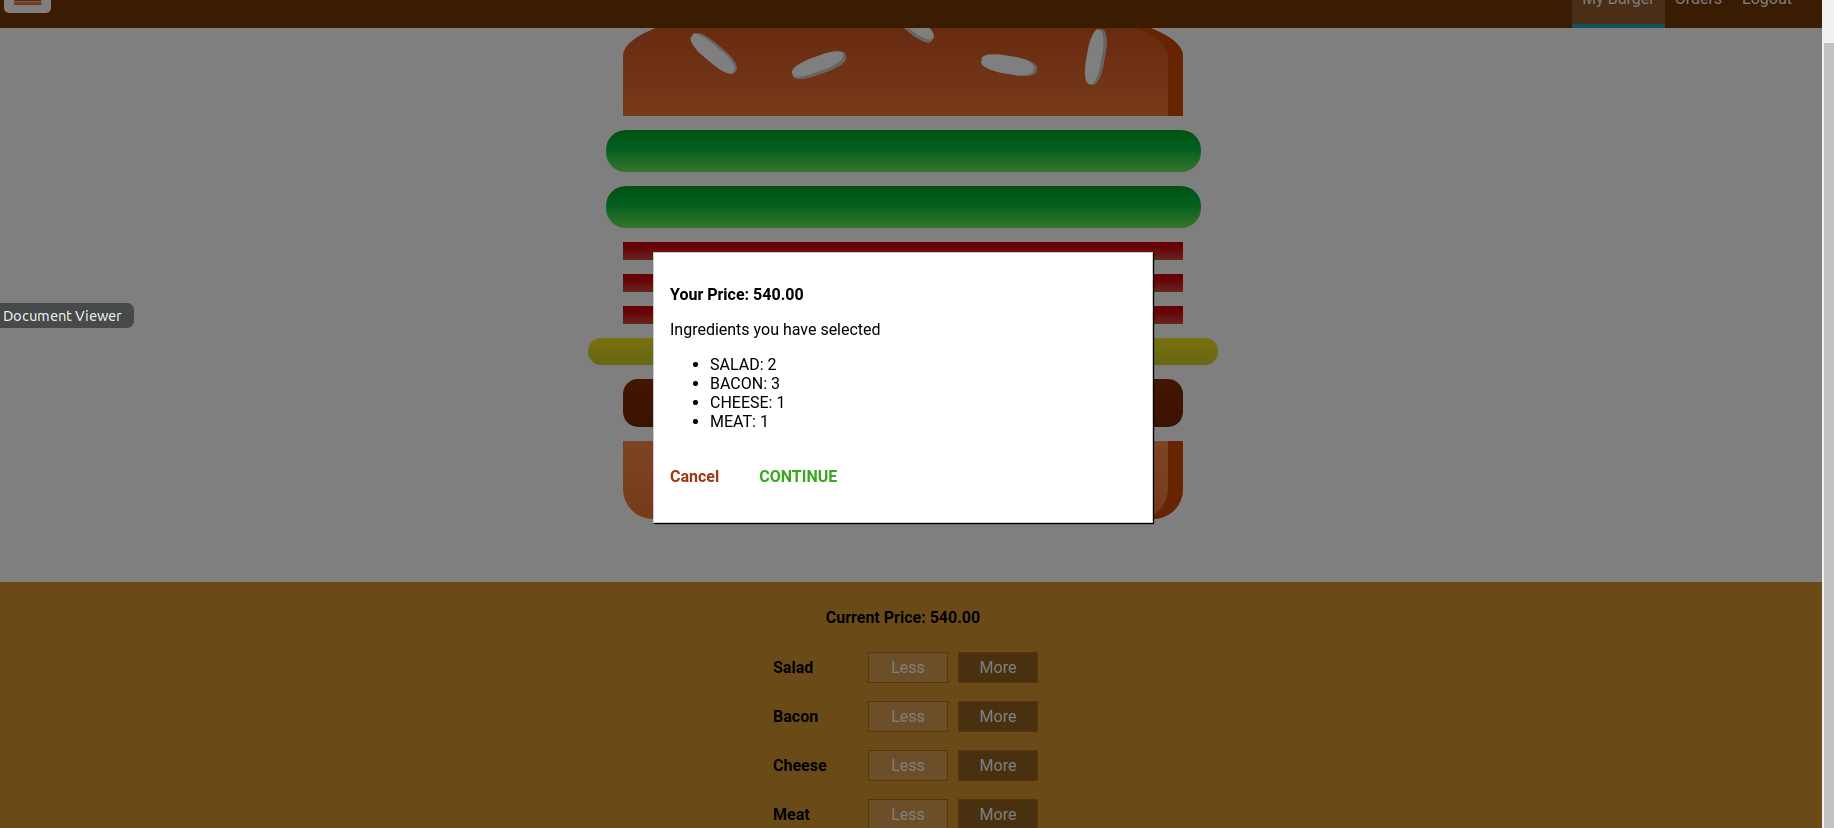 My Burger Orders Logout
Document Viewer
Your Price: 540.00
Ingredients you have selected
SALAD: 2
BACON: 3
CHEESE: 1
MEAT: 1
Cancel CONTINUE
Current Price: 540.00
Salad Less More
Bacon Less More
Cheese Less More
Meat Less More